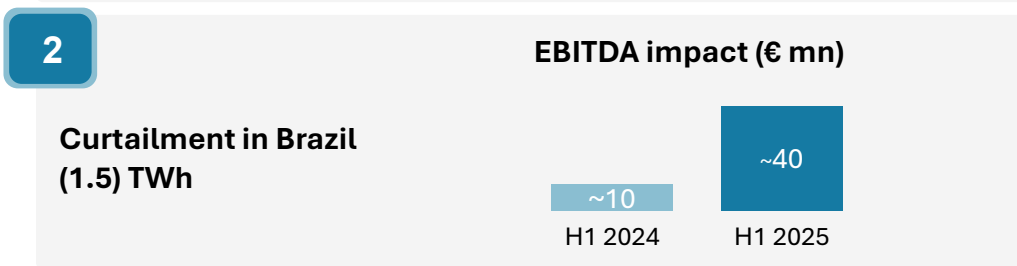 2
EBITDA impact (€ mn)
Curtailment in Brazil
(1.5) TWh
~10
~40
H1 2024
H1 2025